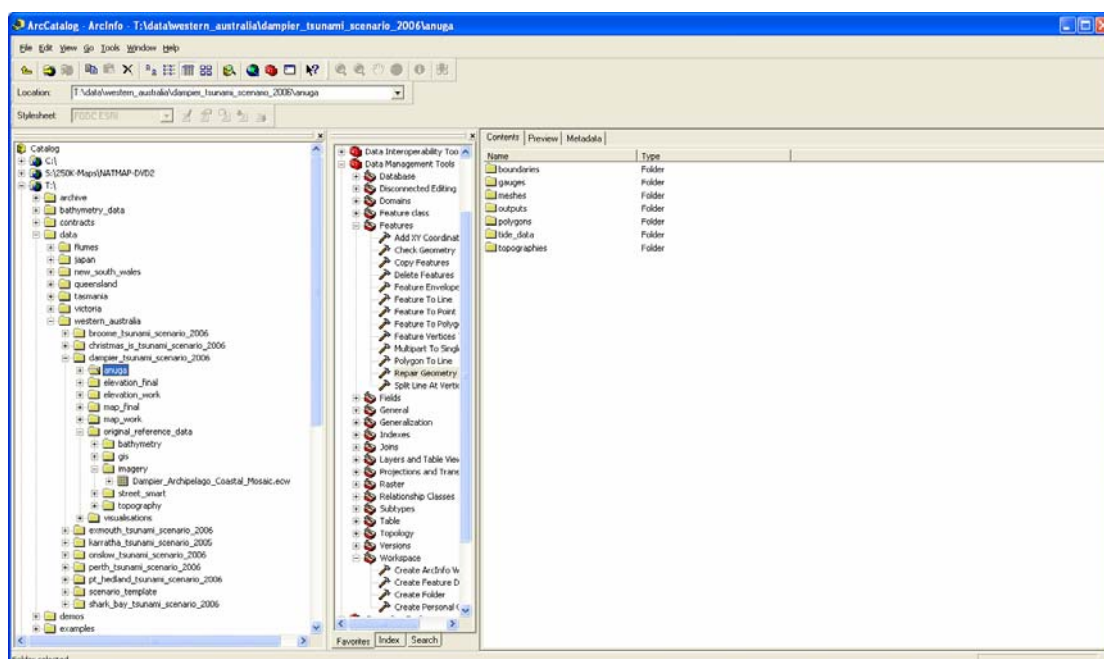 ArcCatalog - ArcInfo - T:\data\western_australia\dampier_tsunami_scenario_2006\anuga
File Edit View Go Tools Window Help
Location: T:\data\western_australia\dampier_tsunami_scenario_2006\anuga
Stylesheet: FGDC ESRI
Catalog
C:\
S:\250K-Maps\NATMAP-DVD2
T:\
archive
bathymetry_data
contracts
data
flumes
japan
new_south_wales
queensland
tasmania
victoria
western_australia
broome_tsunami_scenario_2006
christmas_is_tsunami_scenario_2006
dampier_tsunami_scenario_2006
anuga
elevation_final
elevation_work
map_final
map_work
original_reference_data
bathymetry
gis
imagery
Dampier_Archipelago_Coastal_Mosaic.ecw
street_smart
topography
visualisations
exmouth_tsunami_scenario_2006
karratha_tsunami_scenario_2005
onslow_tsunami_scenario_2006
perth_tsunami_scenario_2006
pt_hedland_tsunami_scenario_2006
scenario_template
shark_bay_tsunami_scenario_2006
demos
examples
Data Interoperability Too
Data Management Tools
Database
Disconnected Editing
Domains
Feature class
Features
Add XY Coordinat
Check Geometry
Copy Features
Delete Features
Feature Envelope
Feature To Line
Feature To Point
Feature To Polyg
Feature Vertices
Multipart To Singl
Polygon To Line
Repair Geometry
Split Line At Verti
Fields
General
Generalization
Indexes
Joins
Layers and Table View
Projections and Trans
Raster
Relationship Classes
Subtypes
Table
Topology
Versions
Workspace
Create ArcInfo W
Create Feature D
Create Folder
Create Personal G
Favorites Index Search
Contents Preview Metadata
Name Type
boundaries Folder
gauges Folder
meshes Folder
outputs Folder
polygons Folder
tide_data Folder
topographies Folder